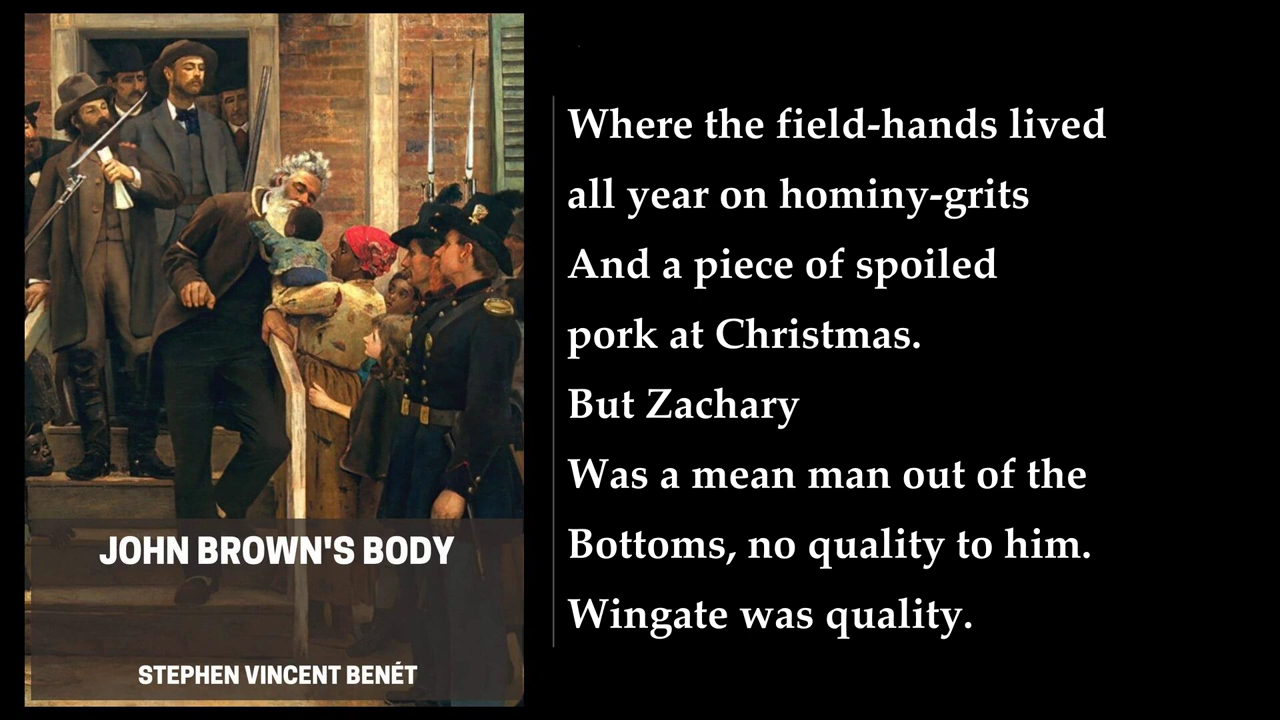 JOHN BROWN'S BODY
STEPHEN VINCENT BENÉT
Where the field-hands lived
all year on hominy-grits
And a piece of spoiled
pork at Christmas.
But Zachary
Was a mean man out of the
Bottoms, no quality to him.
Wingate was quality.